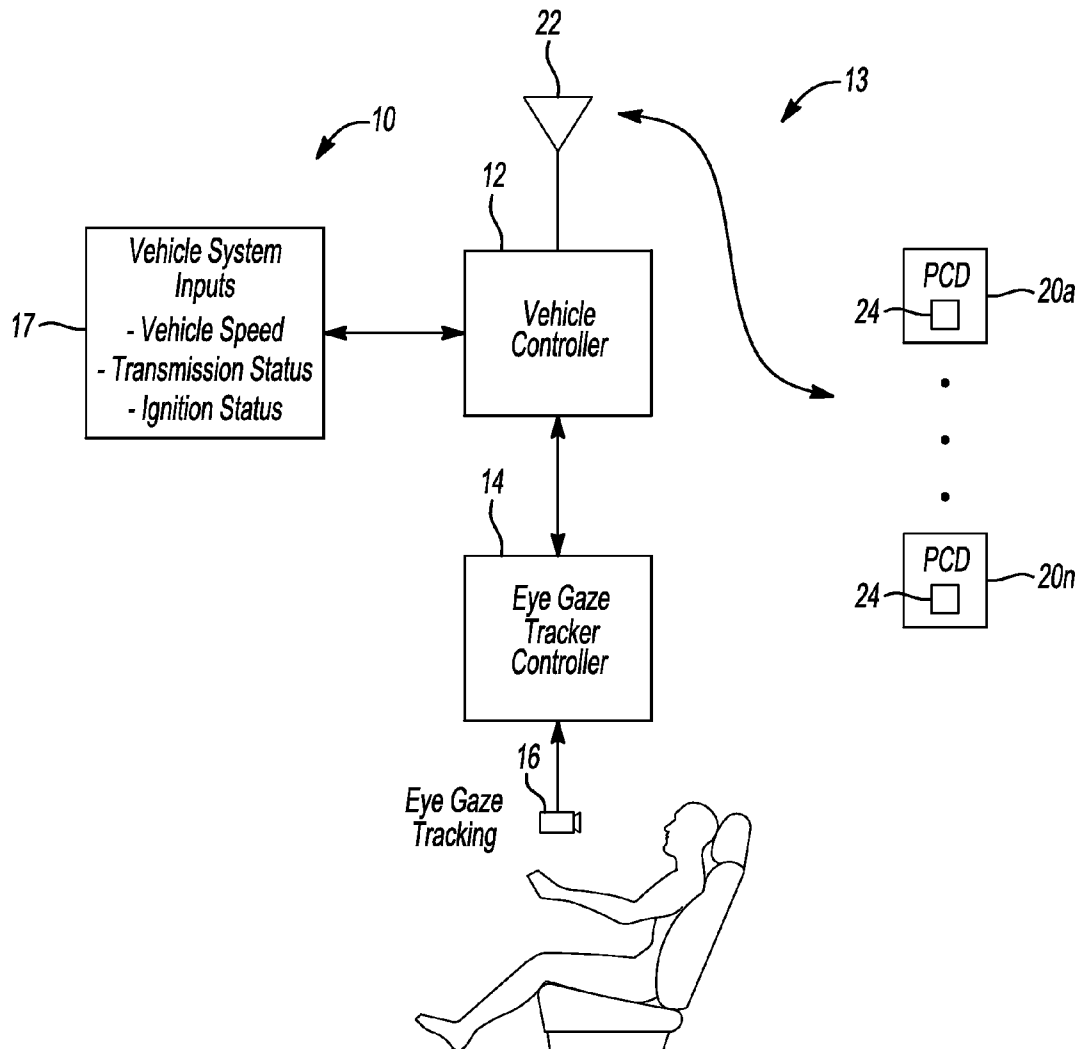 22
13
10
12
Vehicle System
Inputs
- Vehicle Speed
- Transmission Status
- Ignition Status
17
Vehicle
Controller
PCD
24
20a
14
Eye Gaze
Tracker
Controller
PCD
24
20n
16
Eye Gaze
Tracking